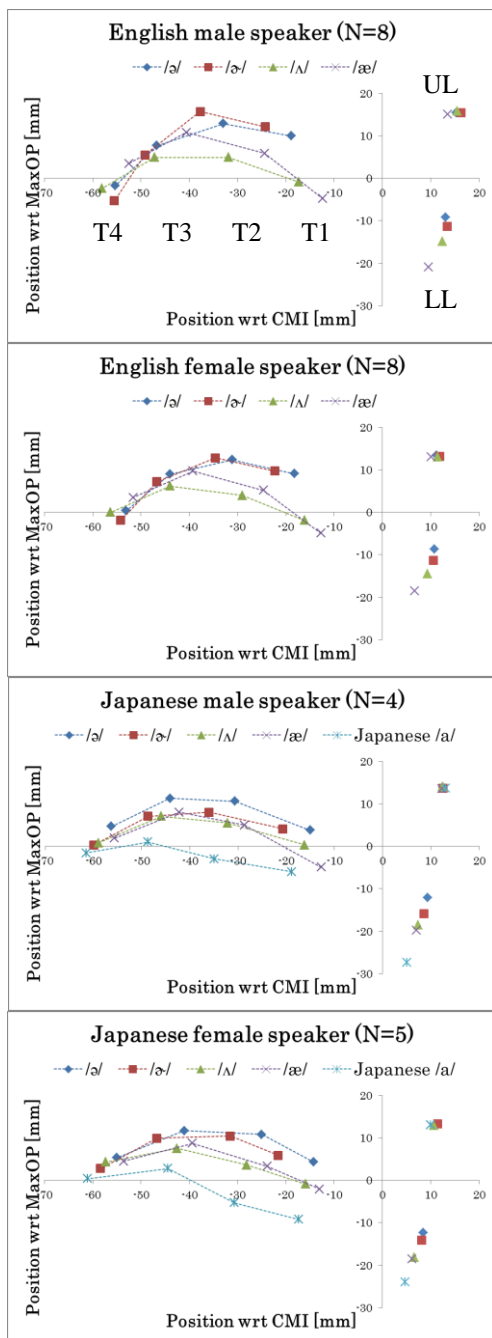 English male speaker (N=8)
/ə/ /ɚ/ /ʌ/ /æ/
UL
20
10
0
-70 -60 -50 -40 -30 -20 -10 0 10 20
-10
T4 T3 T2 T1
-20
LL
-30
Position wrt MaxOP [mm]
Position wrt CMI [mm]
English female speaker (N=8)
/ə/ /ɚ/ /ʌ/ /æ/
20
10
0
-70 -60 -50 -40 -30 -20 -10 0 10 20
-10
-20
-30
Position wrt MaxOP [mm]
Position wrt CMI [mm]
Japanese male speaker (N=4)
/ə/ /ɚ/ /ʌ/ /æ/ Japanese /a/
20
10
0
-70 -60 -50 -40 -30 -20 -10 0 10 20
-10
-20
-30
Position wrt MaxOP [mm]
Position wrt CMI [mm]
Japanese female speaker (N=5)
/ə/ /ɚ/ /ʌ/ /æ/ Japanese /a/
20
10
0
-70 -60 -50 -40 -30 -20 -10 0 10 20
-10
-20
-30
Position wrt MaxOP [mm]
Position wrt CMI [mm]